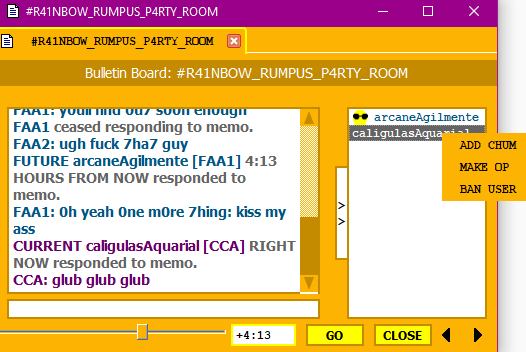 #R41NBOW_RUMPUS_P4RTY_ROOM
#R41NBOW_RUMPUS_P4RTY_ROOM
Bulletin Board: #R41NBOW_RUMPUS_P4RTY_ROOM
FAA1: youll find 0u7 s00n en0ugh
FAA1 ceased responding to memo.
FAA2: ugh fuck 7ha7 guy
FUTURE arcaneAgilmente [FAA1] 4:13
HOURS FROM NOW responded to
memo.
FAA1: 0h yeah 0ne m0re 7hing: kiss my
ass
CURRENT caligulasAquarial [CCA] RIGHT
NOW responded to memo.
CCA: glub glub glub
arcaneAgilmente
caligulasAquarial
ADD CHUM
MAKE OP
BAN USER
>
>
+4:13
GO
CLOSE